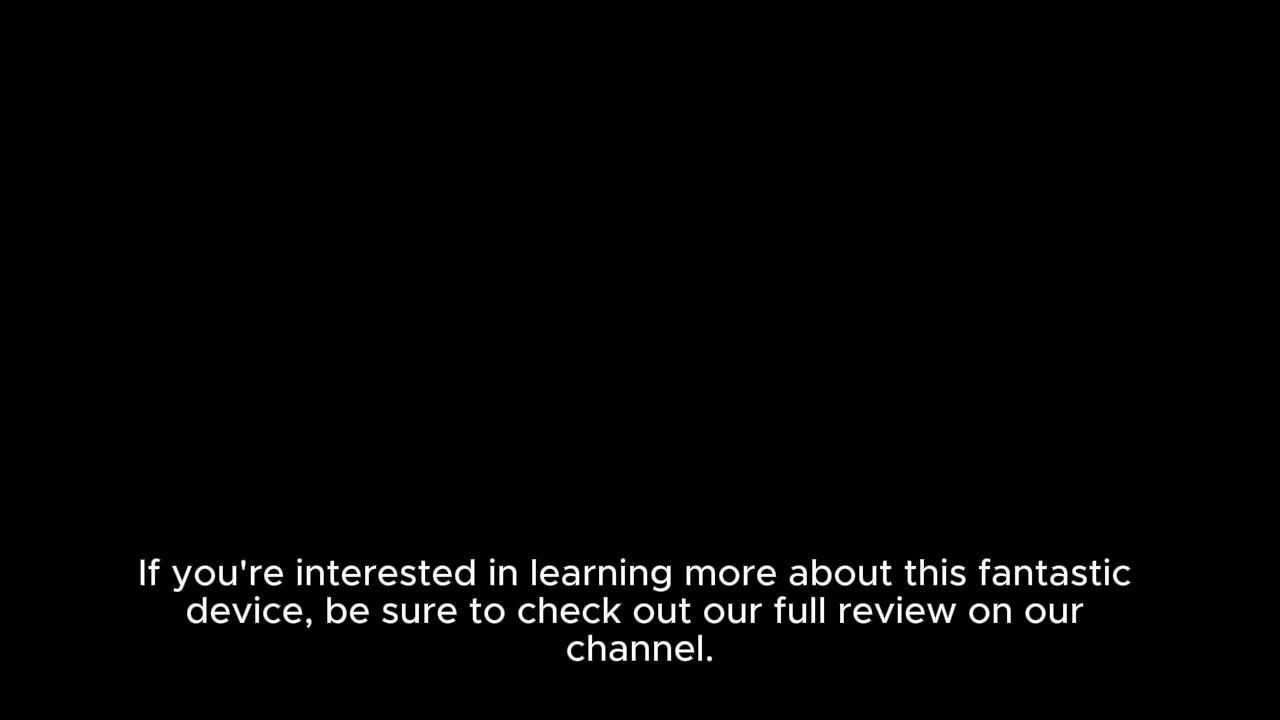 If you're interested in learning more about this fantastic
device, be sure to check out our full review on our
channel.